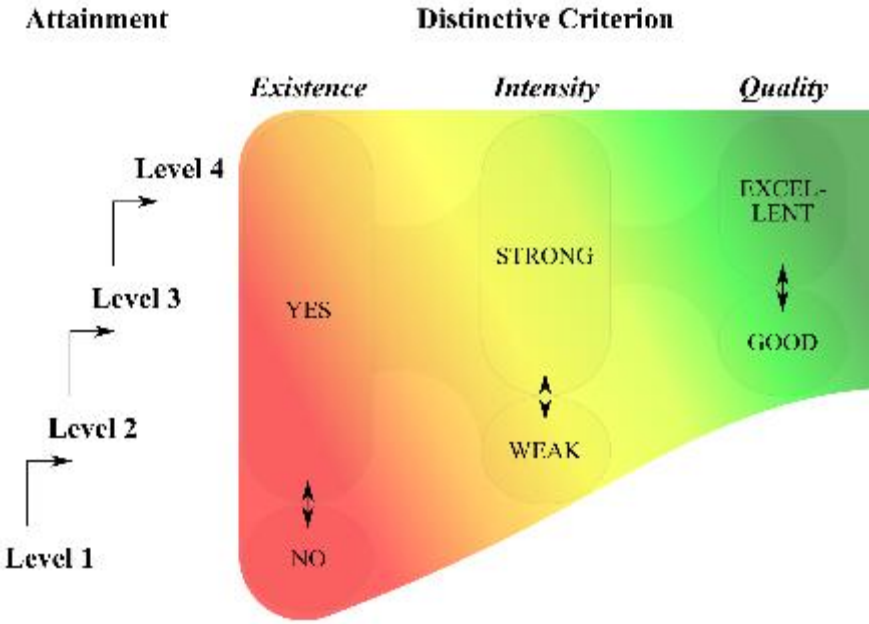 Attainment
Distinctive Criterion
Existence
Intensity
Quality
Level 4
EXCEL-
LENT
STRONG
Level 3
YES
GOOD
Level 2
WEAK
Level 1
NO